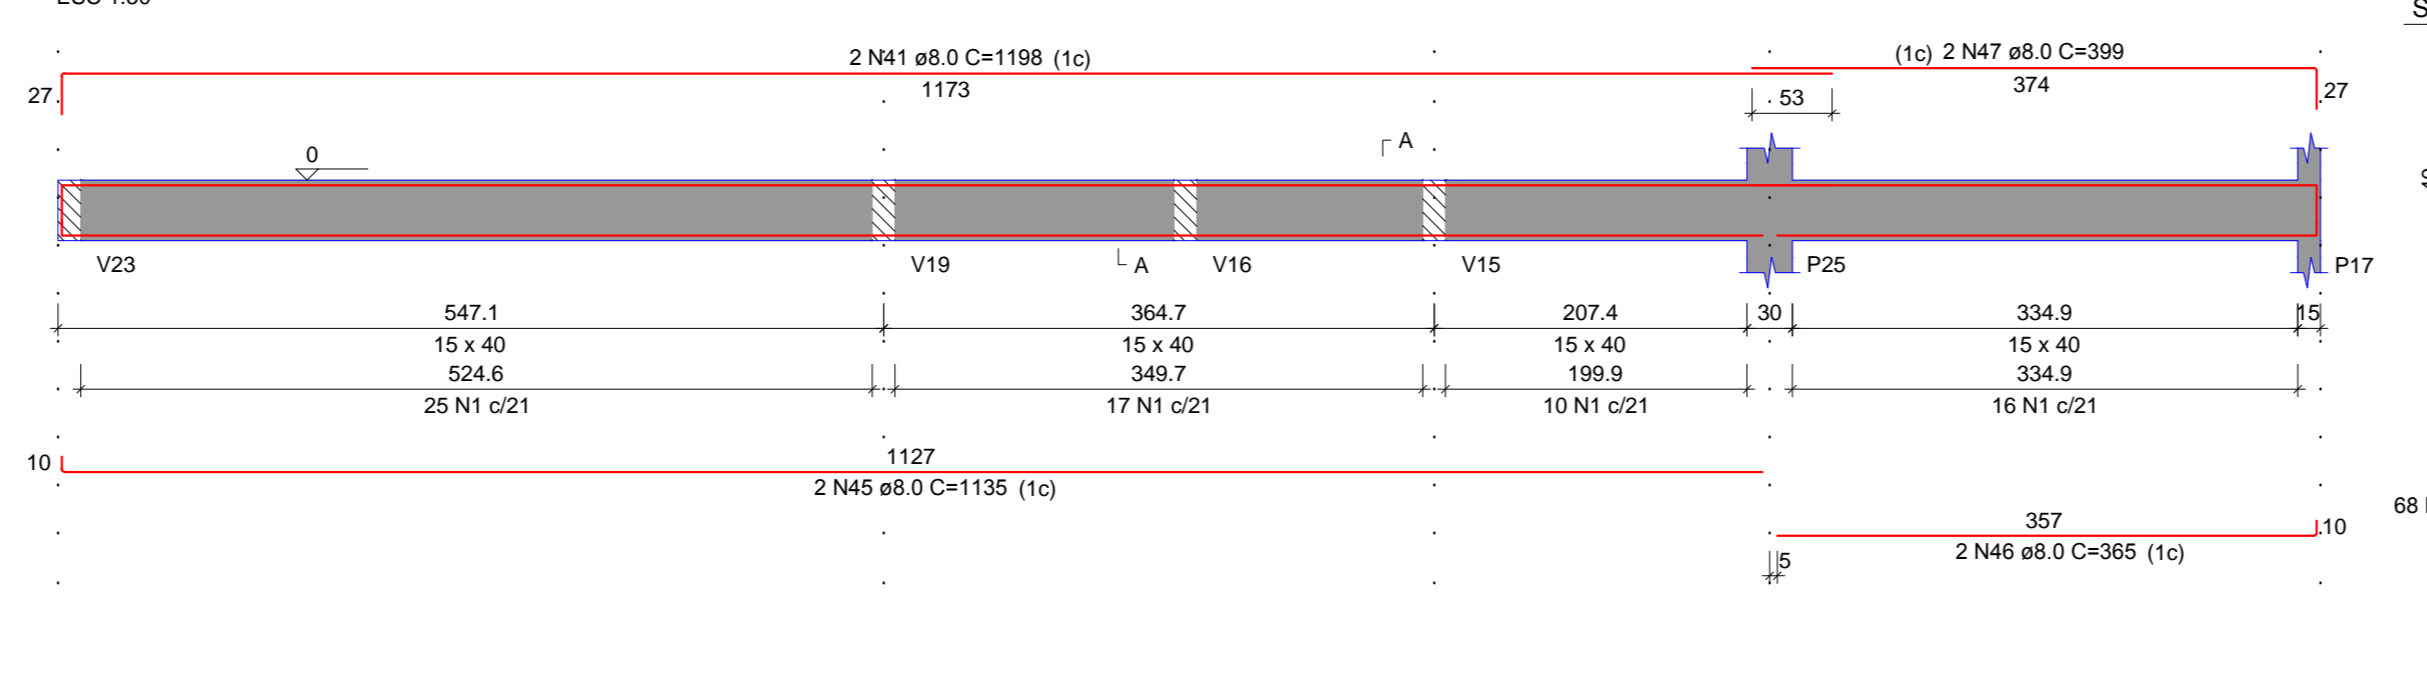 2 N41 ø8.0 C=1198 (1c)
(1c) 2 N47 ø8.0 C=399
1173
374
27
53
27
A
0
A
V23
V19
V16
V15
P25
P17
547.1
364.7
207.4
30
334.9
15
15 x 40
15 x 40
15 x 40
15 x 40
524.6
349.7
199.9
334.9
25 N1 c/21
17 N1 c/21
10 N1 c/21
16 N1 c/21
10
1127
2 N45 ø8.0 C=1135 (1c)
68
357
10
2 N46 ø8.0 C=365 (1c)
5